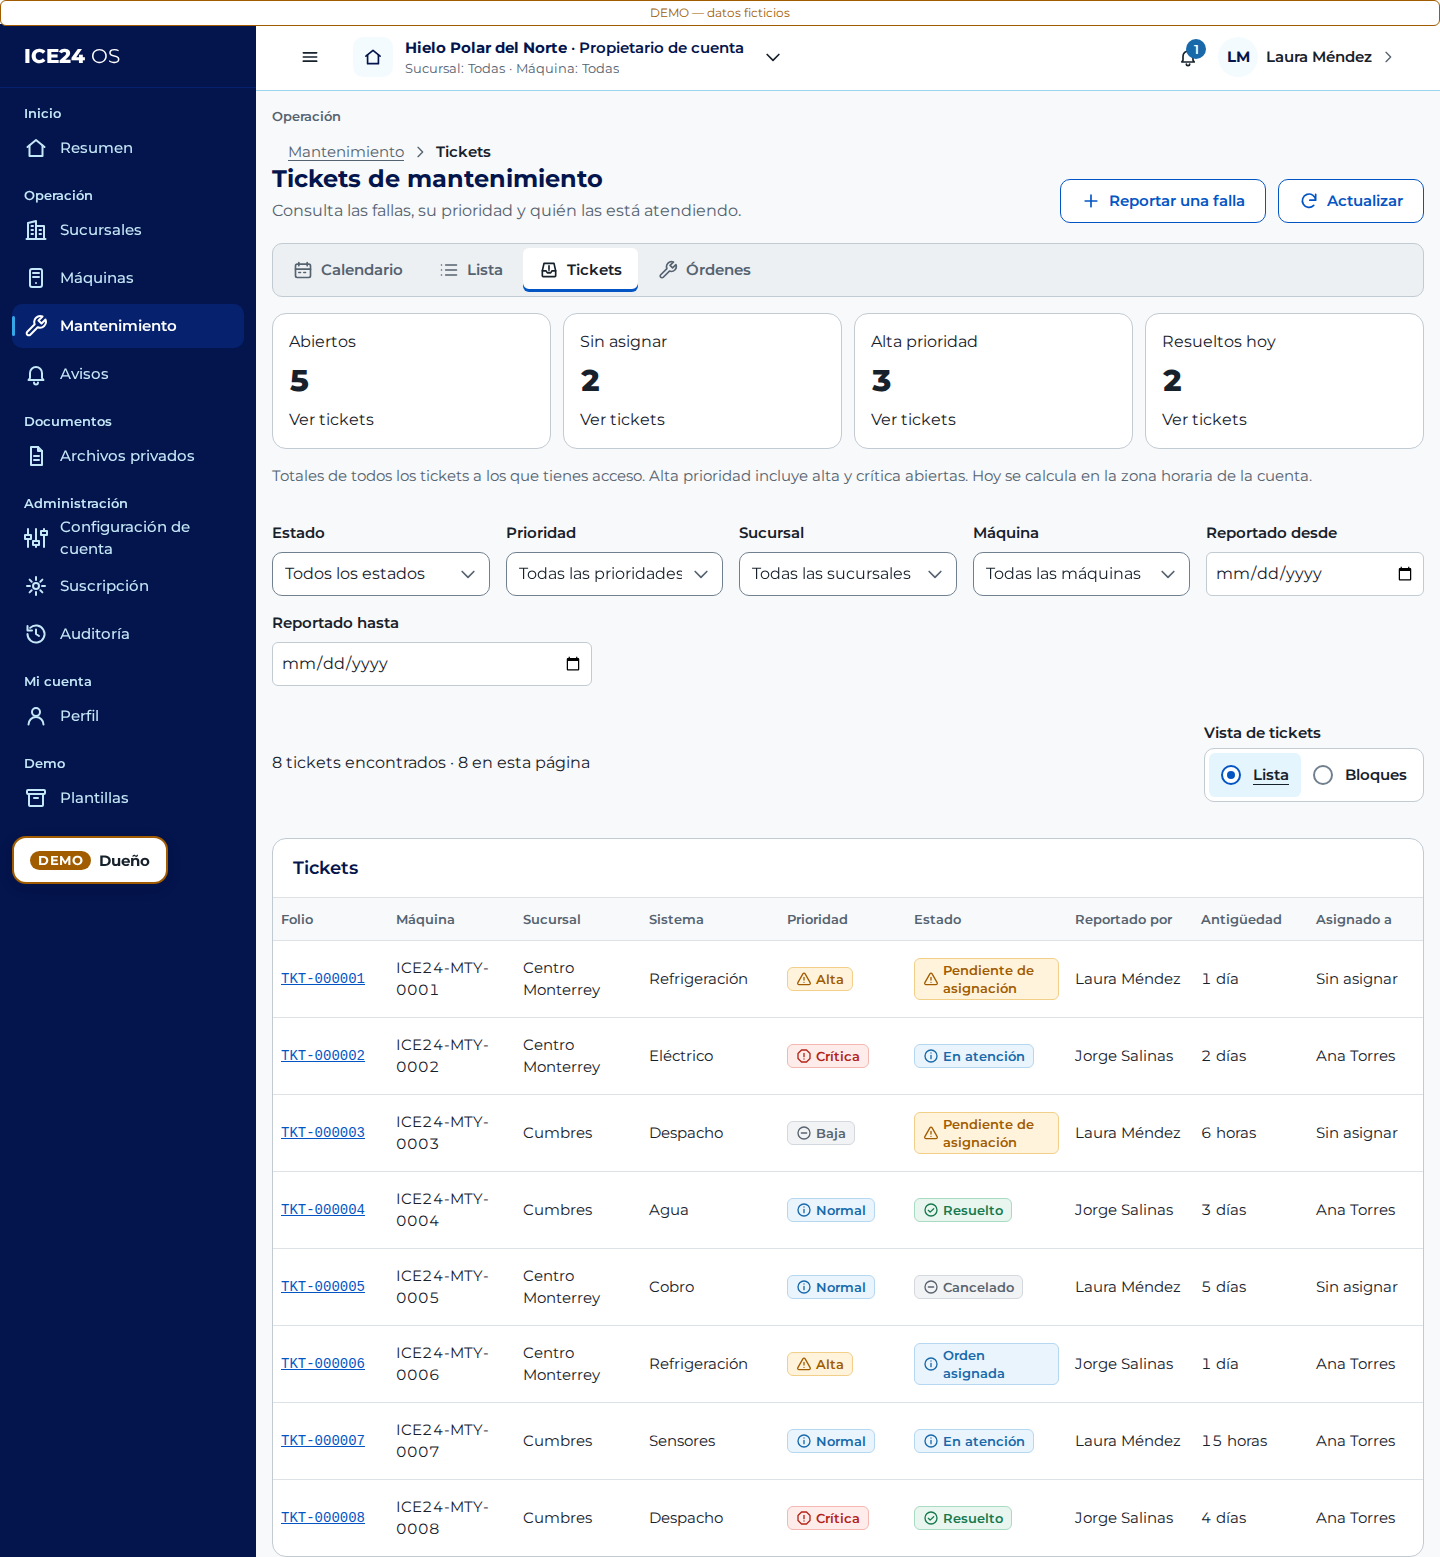 DEMO — datos ficticios
ICE24 OS
Inicio
Resumen
Operación
Sucursales
Máquinas
Mantenimiento
Avisos
Documentos
Archivos privados
Administración
Configuración de
cuenta
Suscripción
Auditoría
Mi cuenta
Perfil
Demo
Plantillas
DEMO Dueño
Hielo Polar del Norte · Propietario de cuenta
Sucursal: Todas · Máquina: Todas
1
LM Laura Méndez
Operación
Mantenimiento Tickets
Tickets de mantenimiento
Consulta las fallas, su prioridad y quién las está atendiendo.
Reportar una falla
Actualizar
Calendario Lista Tickets Órdenes
Abiertos
5
Ver tickets
Sin asignar
2
Ver tickets
Alta prioridad
3
Ver tickets
Resueltos hoy
2
Ver tickets
Totales de todos los tickets a los que tienes acceso. Alta prioridad incluye alta y crítica abiertas. Hoy se calcula en la zona horaria de la cuenta.
Estado
Todos los estados
Prioridad
Todas las prioridades
Sucursal
Todas las sucursales
Máquina
Todas las máquinas
Reportado desde
mm/dd/yyyy
Reportado hasta
mm/dd/yyyy
8 tickets encontrados · 8 en esta página
Vista de tickets
Lista Bloques
Tickets
Folio Máquina Sucursal Sistema Prioridad Estado Reportado por Antigüedad Asignado a
TKT-000001 ICE24-MTY-0001 Centro Monterrey Refrigeración Alta Pendiente de asignación Laura Méndez 1 día Sin asignar
TKT-000002 ICE24-MTY-0002 Centro Monterrey Eléctrico Crítica En atención Jorge Salinas 2 días Ana Torres
TKT-000003 ICE24-MTY-0003 Cumbres Despacho Baja Pendiente de asignación Laura Méndez 6 horas Sin asignar
TKT-000004 ICE24-MTY-0004 Cumbres Agua Normal Resuelto Jorge Salinas 3 días Ana Torres
TKT-000005 ICE24-MTY-0005 Centro Monterrey Cobro Normal Cancelado Laura Méndez 5 días Sin asignar
TKT-000006 ICE24-MTY-0006 Centro Monterrey Refrigeración Alta Orden asignada Jorge Salinas 1 día Ana Torres
TKT-000007 ICE24-MTY-0007 Cumbres Sensores Normal En atención Laura Méndez 15 horas Ana Torres
TKT-000008 ICE24-MTY-0008 Cumbres Despacho Crítica Resuelto Jorge Salinas 4 días Ana Torres